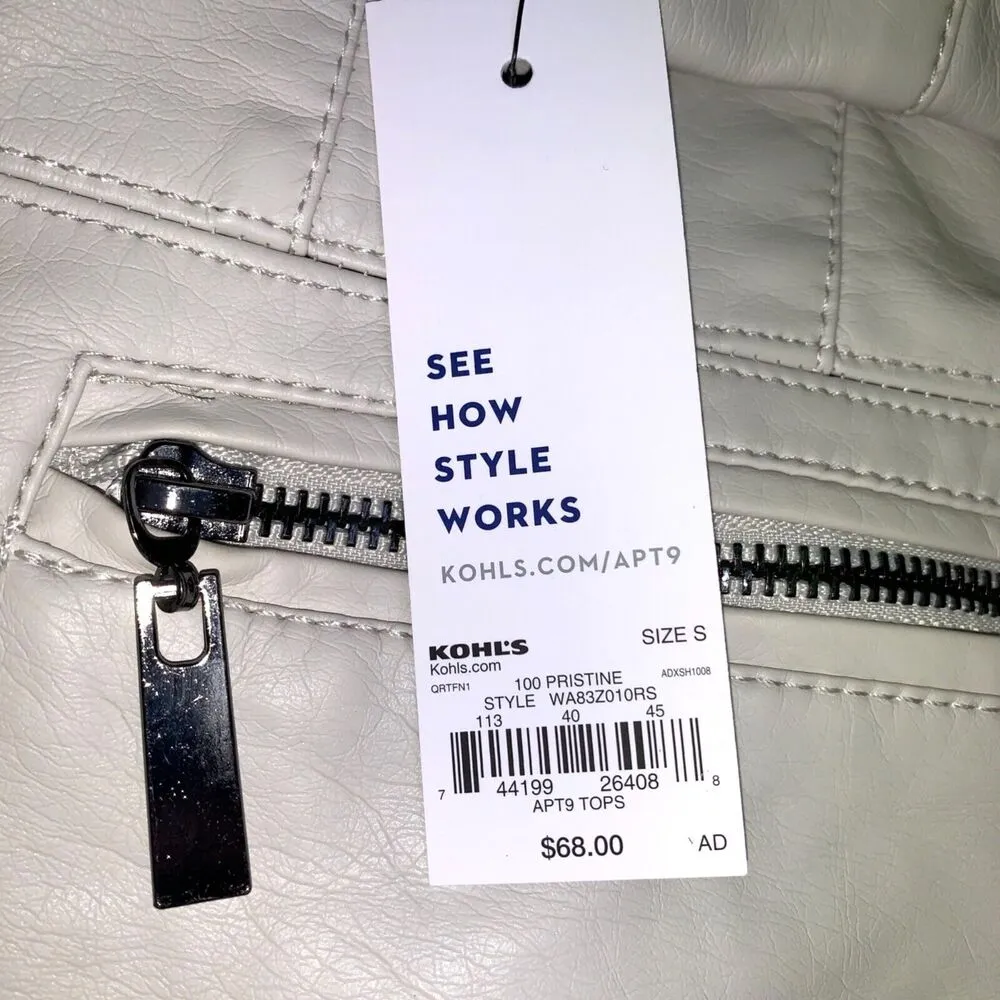 SEE
HOW
STYLE
WORKS
KOHLS.COM/APT9
KOHL'S SIZE S
Kohls.com
QRTFN1 100 PRISTINE ADXSH1008
STYLE WA83Z010RS
113 40 45
7 44199 26408 8
APT9 TOPS
$68.00 AD